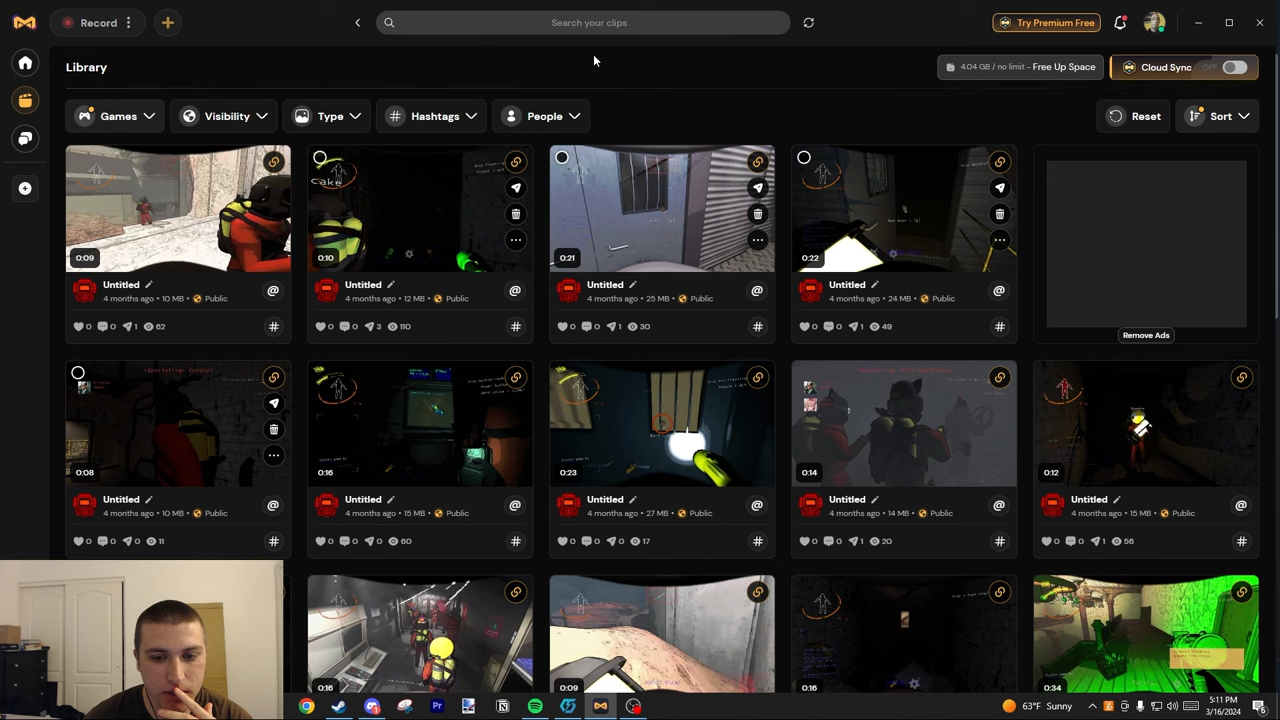 Record
Search your clips
Try Premium Free
Library
4.04 GB / no limit - Free Up Space
Cloud Sync OFF
Games
Visibility
Type
Hashtags
People
Reset
Sort
0:09
Cake
0:10
0:21
0:22
Untitled
4 months ago • 10 MB • Public
0 0 1 62
Untitled
4 months ago • 12 MB • Public
0 0 3 110
Untitled
4 months ago • 25 MB • Public
0 0 1 30
Untitled
4 months ago • 24 MB • Public
0 0 1 49
Remove Ads
0:08
0:16
0:23
0:14
0:12
Untitled
4 months ago • 10 MB • Public
0 0 0 11
Untitled
4 months ago • 15 MB • Public
0 0 0 60
Untitled
4 months ago • 27 MB • Public
0 0 0 17
Untitled
4 months ago • 14 MB • Public
0 0 1 20
Untitled
4 months ago • 15 MB • Public
0 0 1 56
0:16
0:09
0:16
0:34
63°F Sunny
5:11 PM
3/16/2024